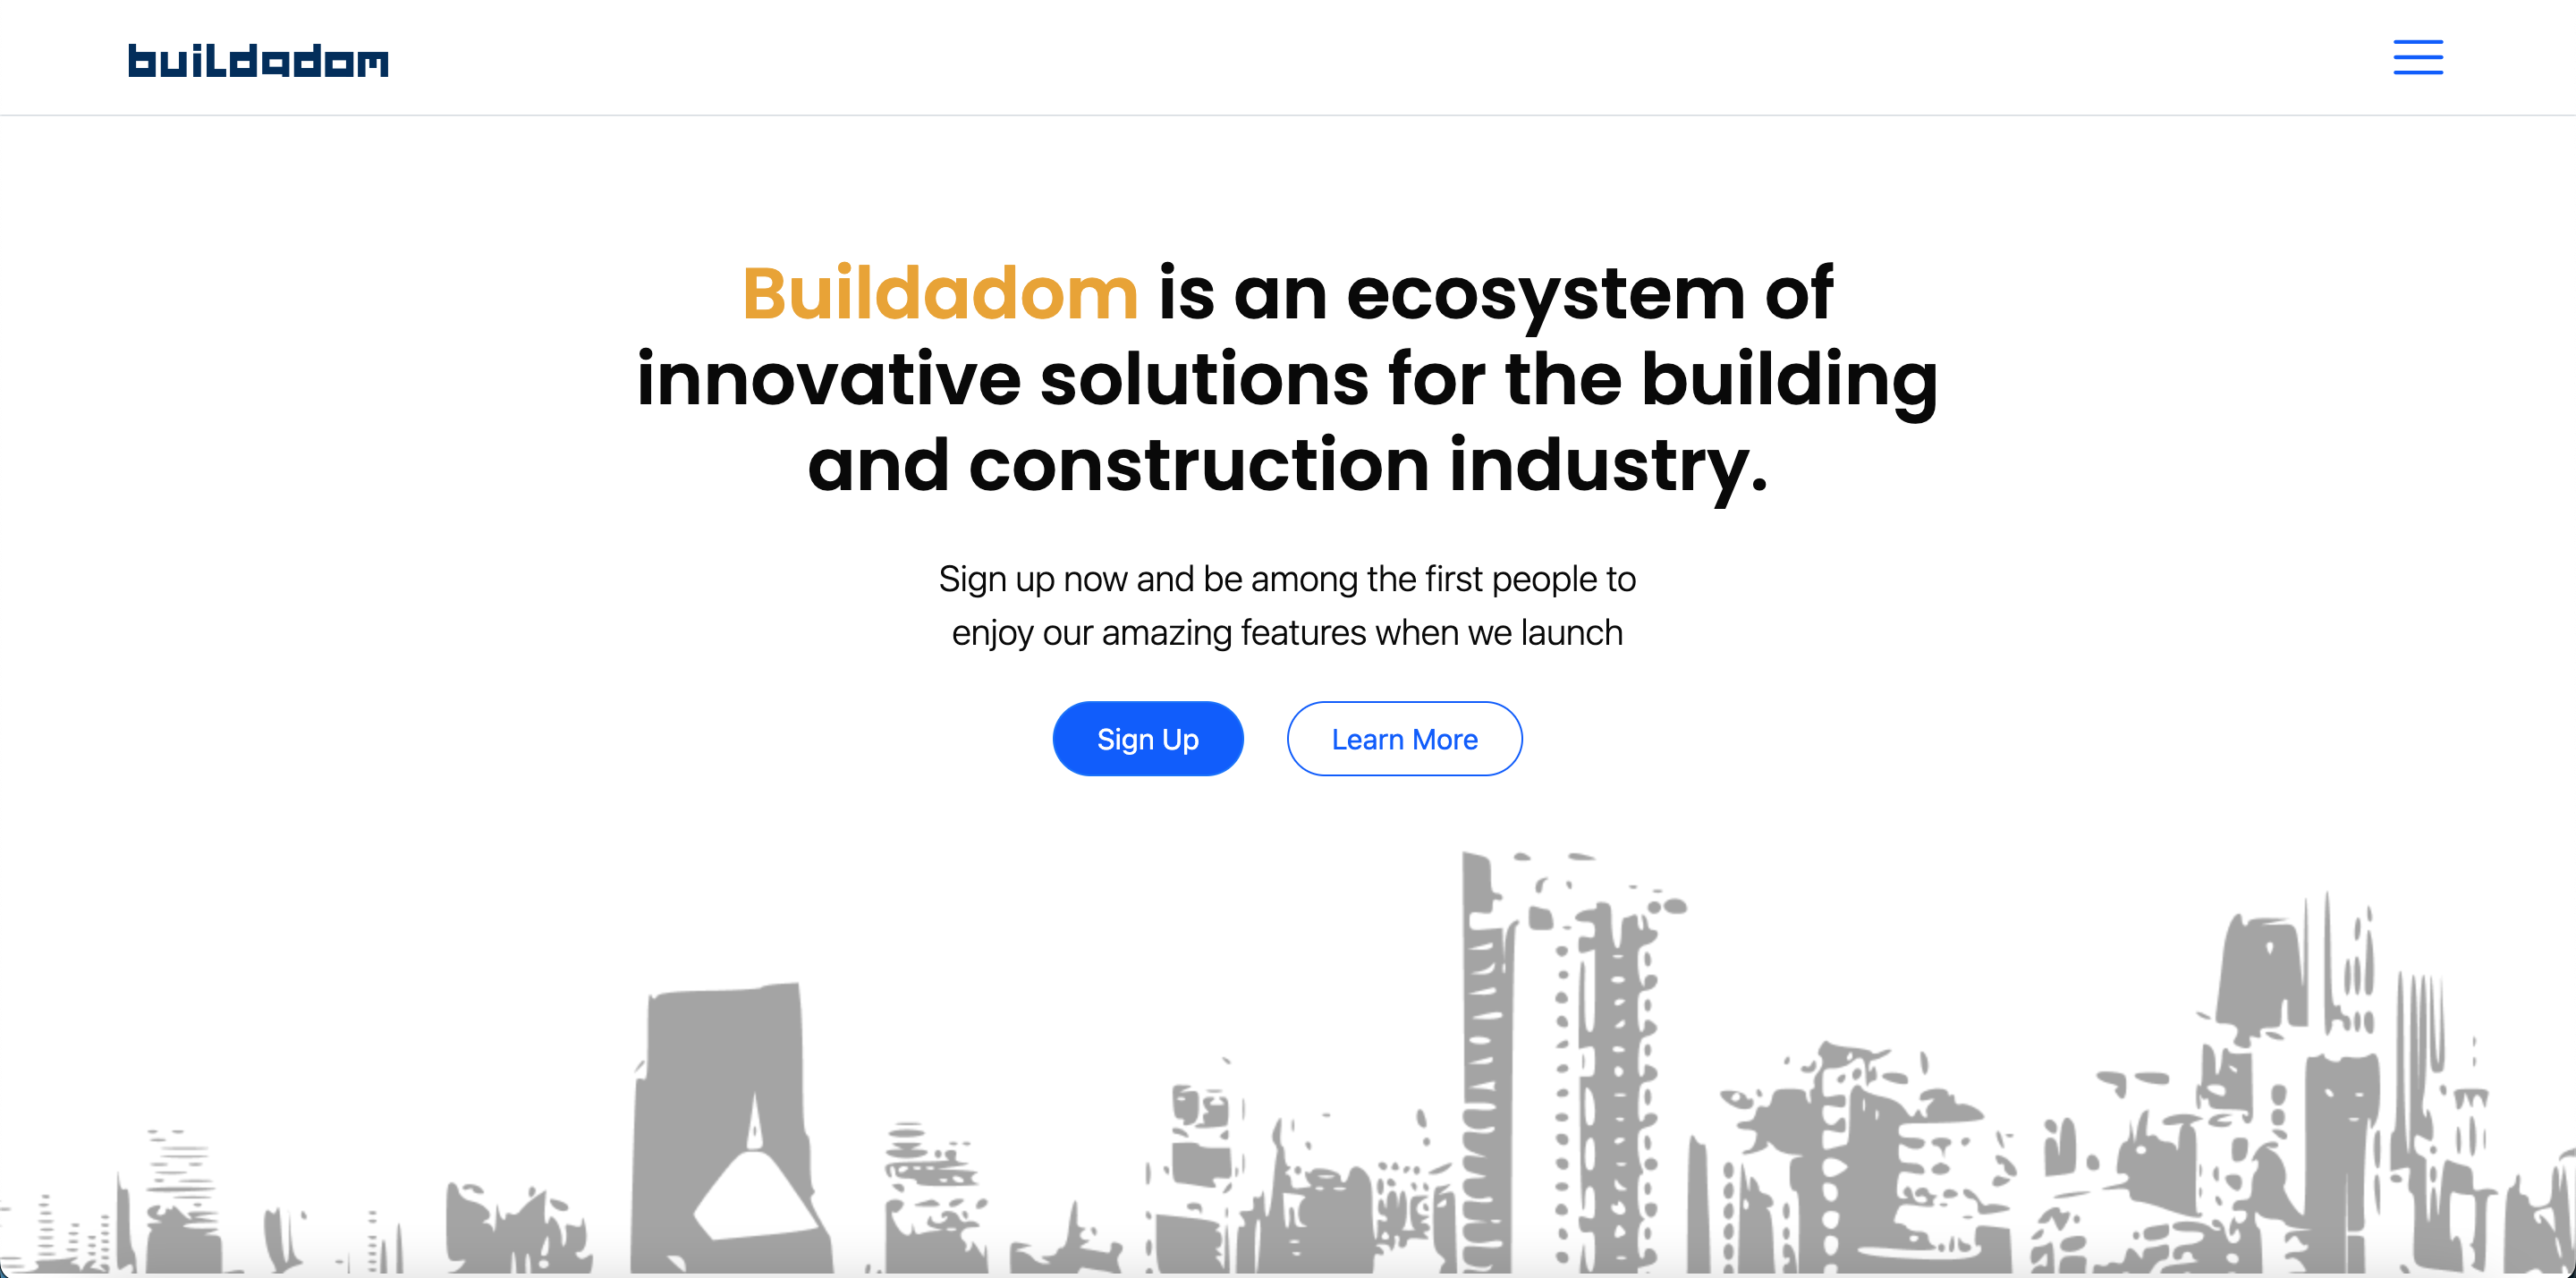 buildadom
Buildadom is an ecosystem of
innovative solutions for the building
and construction industry.
Sign up now and be among the first people to
enjoy our amazing features when we launch
Sign Up
Learn More